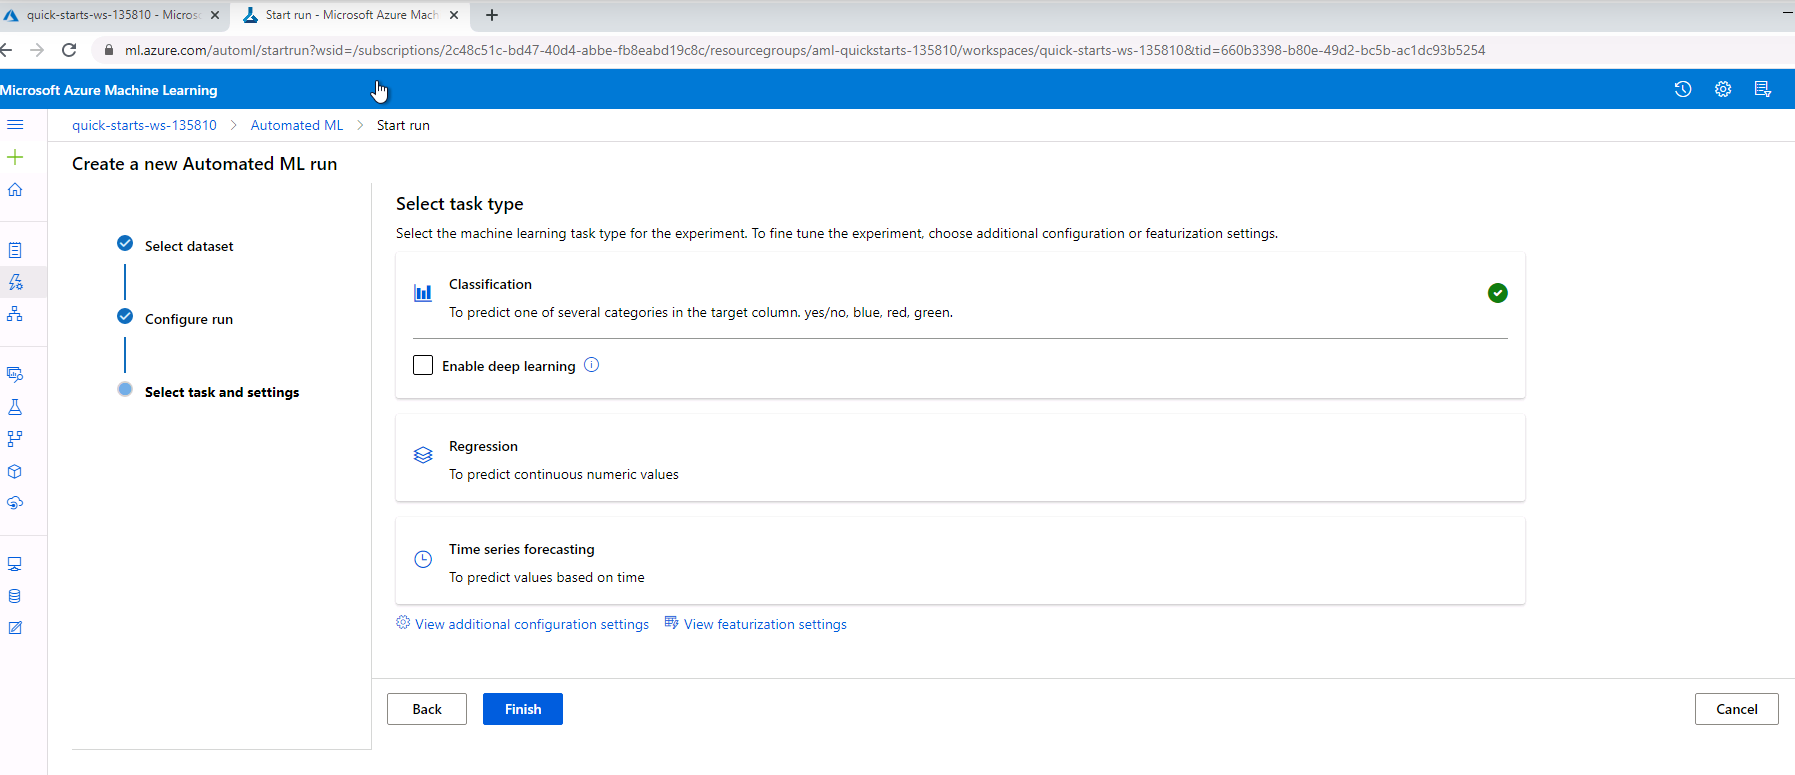 quick-starts-ws-135810 - Micros
Start run - Microsoft Azure Mach
ml.azure.com/automl/startrun?wsid=/subscriptions/2c48c51c-bd47-40d4-abbe-fb8eabd19c8c/resourcegroups/aml-quickstarts-135810/workspaces/quick-starts-ws-135810&tid=660b3398-b80e-49d2-bc5b-ac1dc93b5254
Microsoft Azure Machine Learning
quick-starts-ws-135810 > Automated ML > Start run
Create a new Automated ML run
Select dataset
Configure run
Select task and settings
Select task type
Select the machine learning task type for the experiment. To fine tune the experiment, choose additional configuration or featurization settings.
Classification
To predict one of several categories in the target column. yes/no, blue, red, green.
Enable deep learning
Regression
To predict continuous numeric values
Time series forecasting
To predict values based on time
View additional configuration settings
View featurization settings
Back
Finish
Cancel